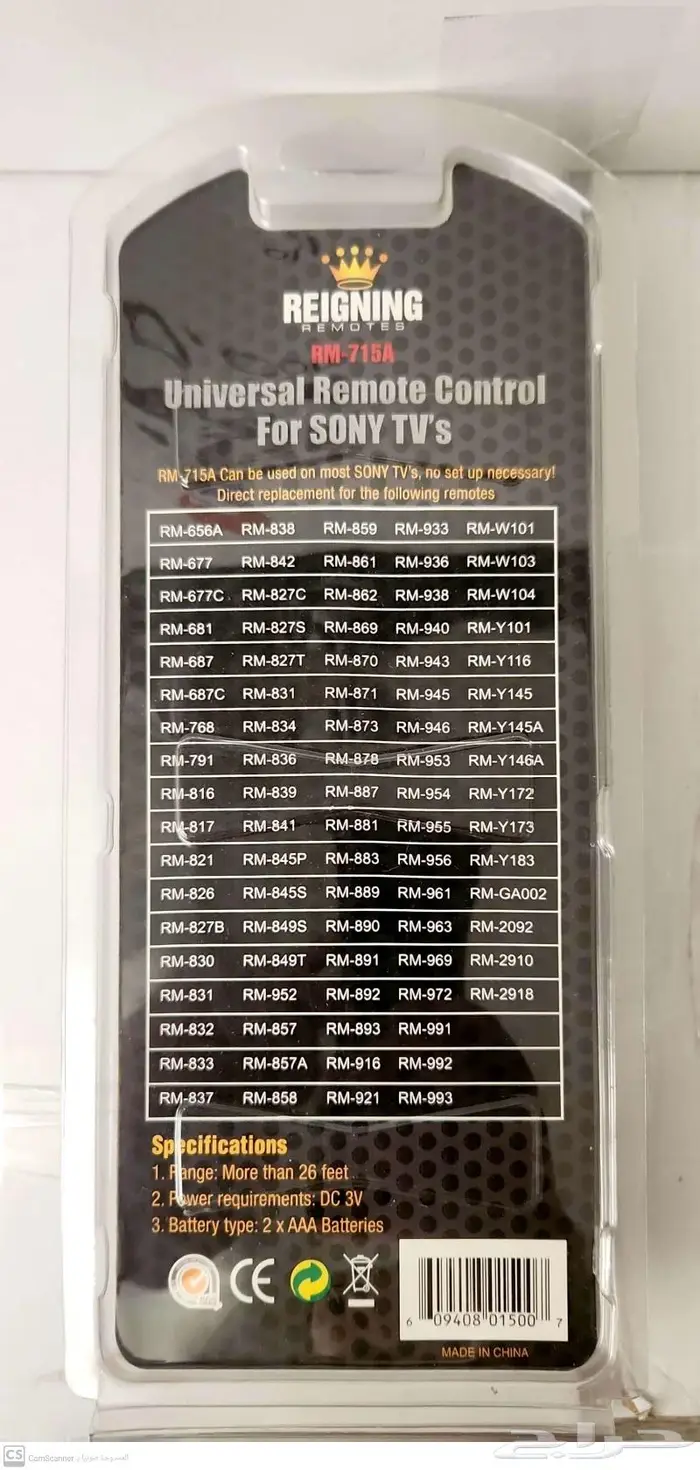 REIGNING
REMOTES
RM-715A
Universal Remote Control
For SONY TV's
RM-715A Can be used on most SONY TV's, no set up necessary!
Direct replacement for the following remotes
RM-656A RM-838 RM-859 RM-933 RM-W101
RM-677 RM-842 RM-861 RM-936 RM-W103
RM-677C RM-827C RM-862 RM-938 RM-W104
RM-681 RM-827S RM-869 RM-940 RM-Y101
RM-687 RM-827T RM-870 RM-943 RM-Y116
RM-687C RM-831 RM-871 RM-945 RM-Y145
RM-768 RM-834 RM-873 RM-946 RM-Y145A
RM-791 RM-836 RM-878 RM-953 RM-Y146A
RM-816 RM-839 RM-887 RM-954 RM-Y172
RM-817 RM-841 RM-881 RM-955 RM-Y173
RM-821 RM-845P RM-883 RM-956 RM-Y183
RM-826 RM-845S RM-889 RM-961 RM-GA002
RM-827B RM-849S RM-890 RM-963 RM-2092
RM-830 RM-849T RM-891 RM-969 RM-2910
RM-831 RM-952 RM-892 RM-972 RM-2918
RM-832 RM-857 RM-893 RM-991
RM-833 RM-857A RM-916 RM-992
RM-837 RM-858 RM-921 RM-993
Specifications
1. Range: More than 26 feet
2. Power requirements: DC 3V
3. Battery type: 2 x AAA Batteries
CE
6 09408 01500 7
MADE IN CHINA
CS CamScanner
حراج